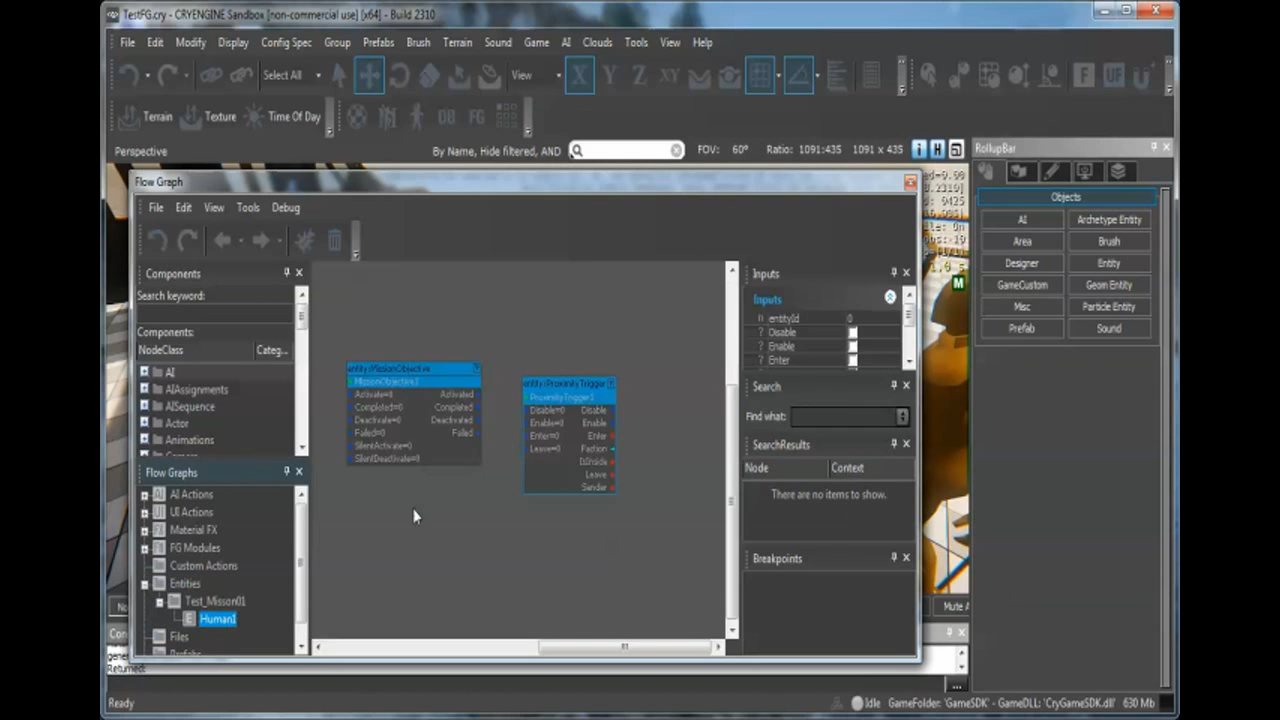 TestFG.cry - CRYENGINE Sandbox [non-commercial use] [x64] - Build 2310
File Edit Modify Display Config Spec Group Prefabs Brush Terrain Sound Game AI Clouds Tools View Help
Select All View X Y Z XY F UF
Terrain Texture Time Of Day OB FG
Perspective By Name, Hide filtered, AND FOV: 60° Ratio: 1091:435 1091 x 435 i H
RollupBar
Flow Graph
File Edit View Tools Debug
Objects
AI Archetype Entity
Area Brush
Designer Entity
GameCustom Geom Entity
Misc Particle Entity
Prefab Sound
M
Components
Search keyword:
Components:
NodeClass Categ...
AI
AIAssignments
AISequence
Actor
Animations
Flow Graphs
AI Actions
UI Actions
Material FX
FG Modules
Custom Actions
Entities
Test_Misson01
Human1
Files
entity:MissionObjective
MissionObjective1
Activate=0 Activated
Completed=0 Completed
Deactivate=0 Deactivated
Failed=0 Failed
SilentActivate=0
SilentDeactivate=0
entity:ProximityTrigger
ProximityTrigger1
Disable=0 Disable
Enable=0 Enable
Enter=0 Enter
Leave=0 Faction
IsInside
Leave
Sender
Inputs
Inputs
entityId 0
Disable
Enable
Enter
Search
Find what:
SearchResults
Node Context
There are no items to show.
Breakpoints
Mute A
Returned:
Ready Idle GameFolder: 'GameSDK' - GameDLL: 'CryGameSDK.dll' 630 Mb